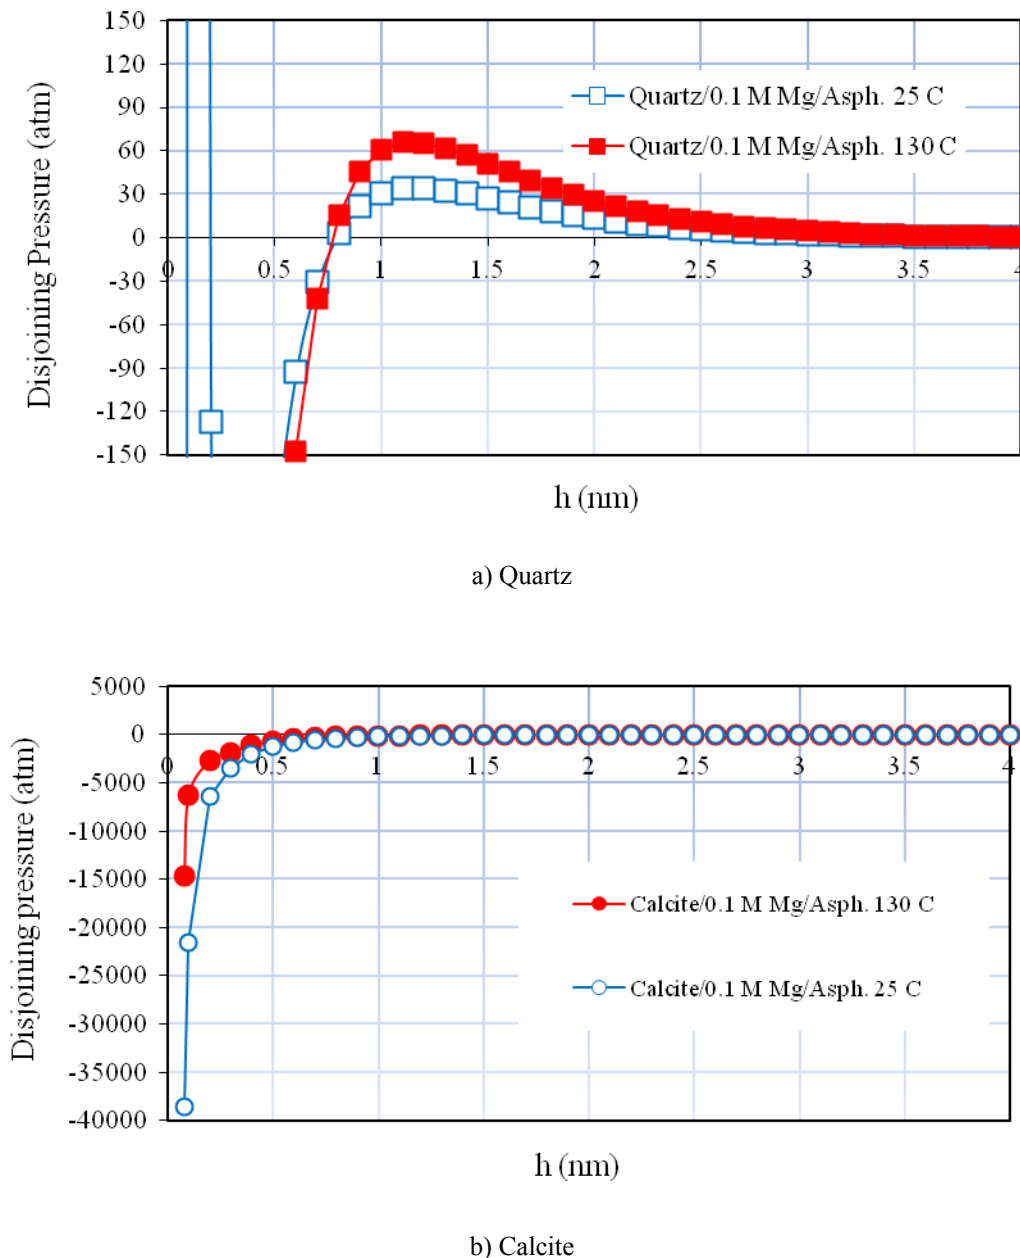 150
120
90
60
30
0
-30
-60
-90
-120
-150
Disjoining Pressure (atm)
Quartz/0.1 M Mg/Asph. 25 C
Quartz/0.1 M Mg/Asph. 130 C
0 0.5 1 1.5 2 2.5 3 3.5 4
h (nm)
a) Quartz
5000
0
-5000
-10000
-15000
-20000
-25000
-30000
-35000
-40000
Disjoining pressure (atm)
0 0.5 1 1.5 2 2.5 3 3.5 4
Calcite/0.1 M Mg/Asph. 130 C
Calcite/0.1 M Mg/Asph. 25 C
h (nm)
b) Calcite